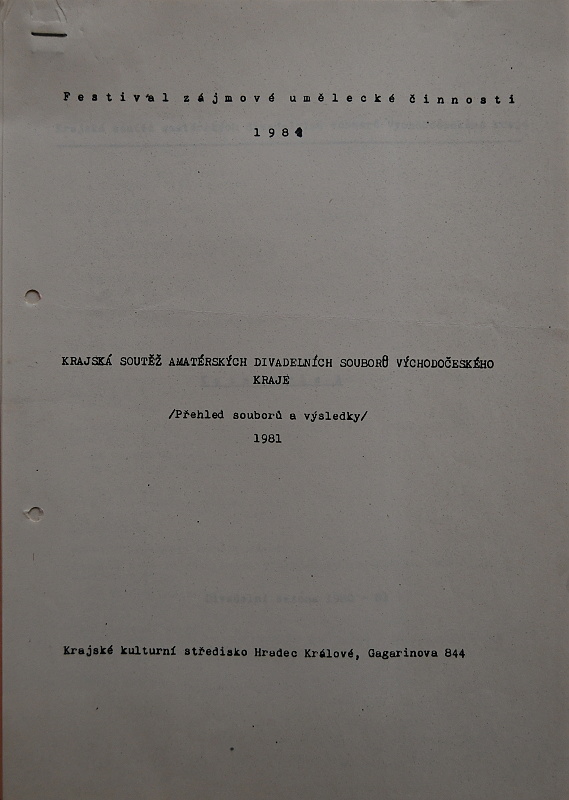 Festival zájmové umělecké činnosti
1981
KRAJSKÁ SOUTĚŽ AMATÉRSKÝCH DIVADELNÍCH SOUBORŮ VÝCHODOČESKÉHO
KRAJE
/Přehled souborů a výsledky/
1981
Krajské kulturní středisko Hradec Králové, Gagarinova 844